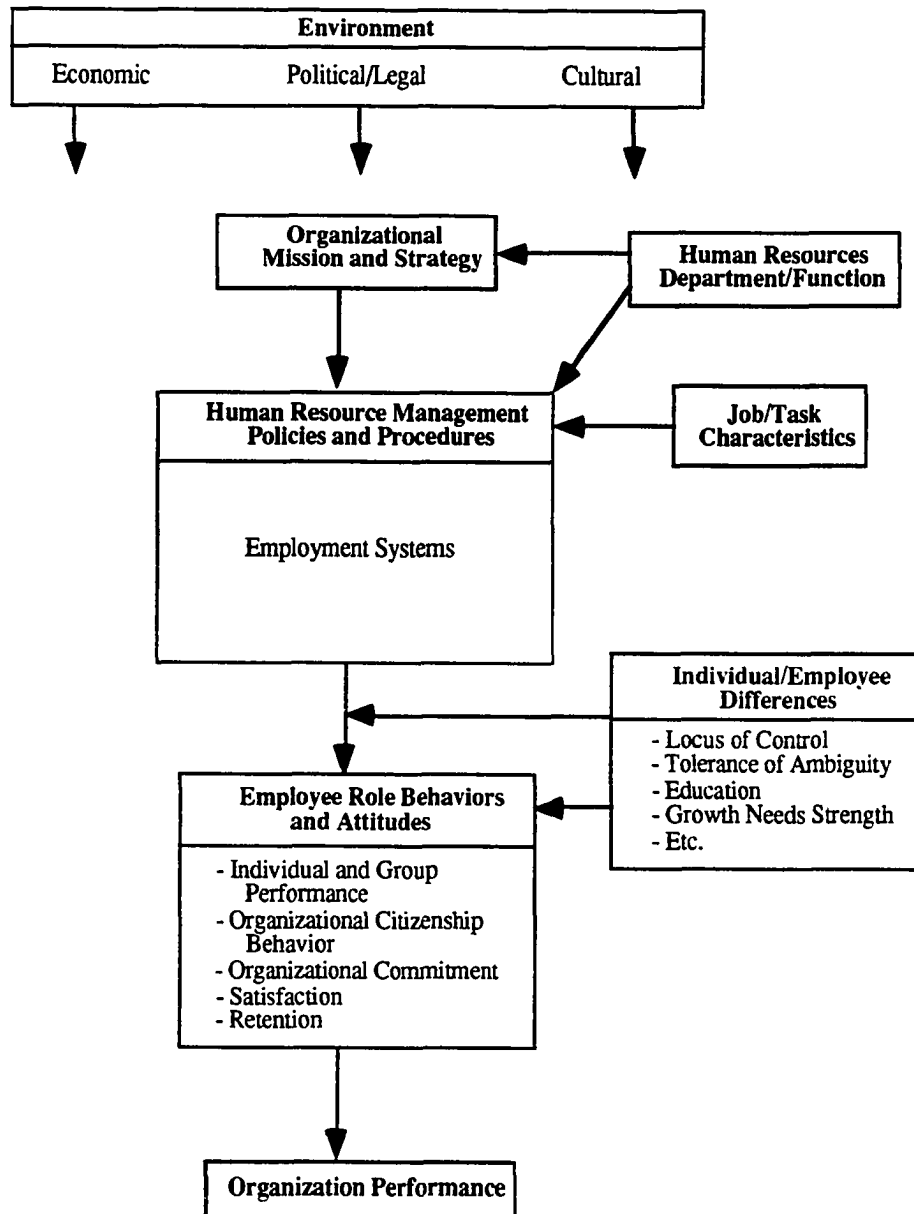 Environment
Economic Political/Legal Cultural
Organizational
Mission and Strategy
Human Resources
Department/Function
Human Resource Management
Policies and Procedures
Job/Task
Characteristics
Employment Systems
Individual/Employee
Differences
- Locus of Control
- Tolerance of Ambiguity
- Education
- Growth Needs Strength
- Etc.
Employee Role Behaviors
and Attitudes
- Individual and Group
Performance
- Organizational Citizenship
Behavior
- Organizational Commitment
- Satisfaction
- Retention
Organization Performance